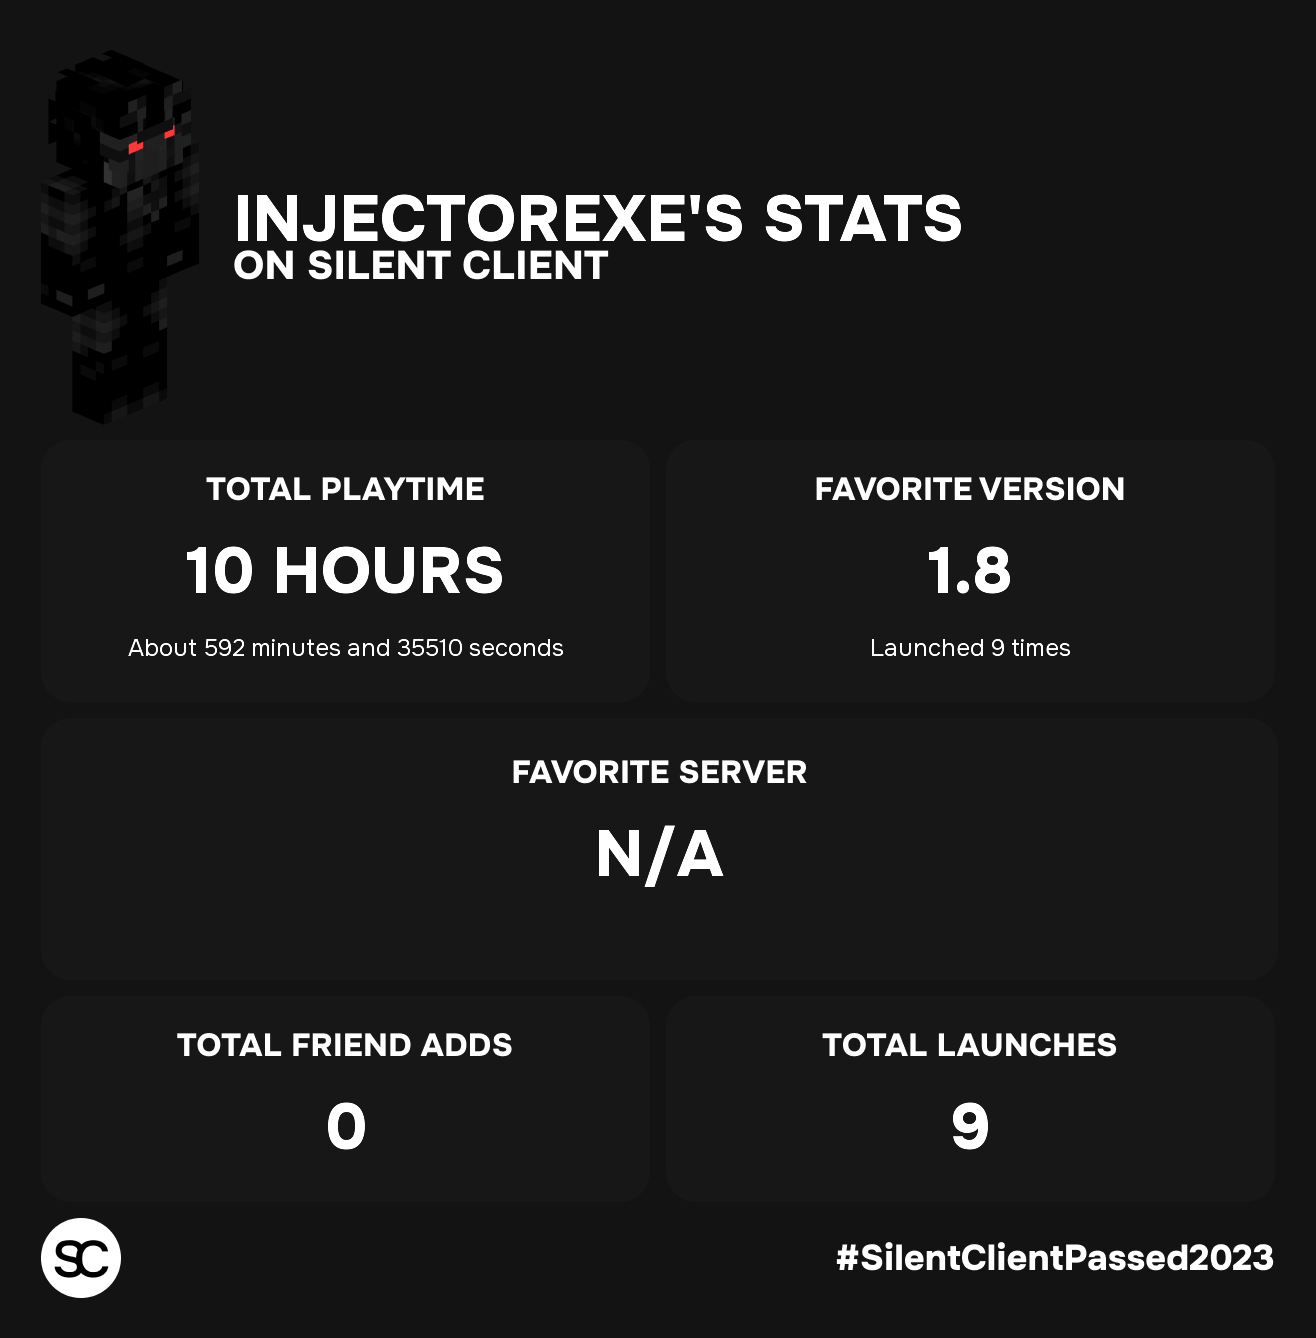 INJECTOREXE'S STATS
ON SILENT CLIENT
TOTAL PLAYTIME
10 HOURS
About 592 minutes and 35510 seconds
FAVORITE VERSION
1.8
Launched 9 times
FAVORITE SERVER
N/A
TOTAL FRIEND ADDS
0
TOTAL LAUNCHES
9
SC
#SilentClientPassed2023